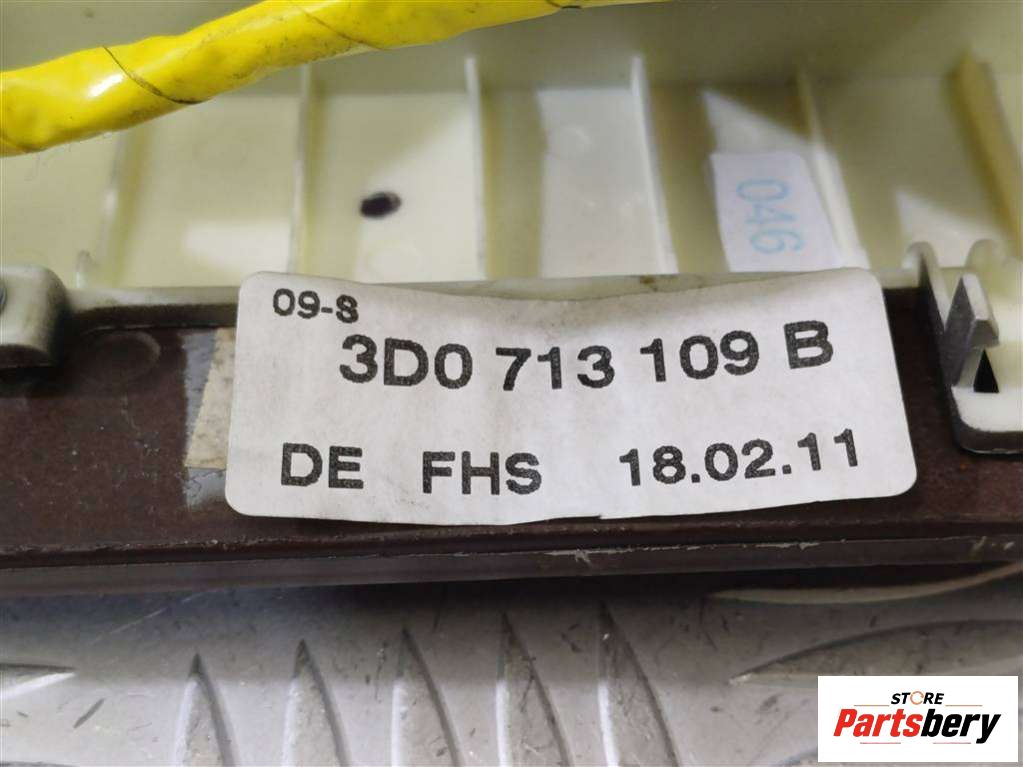 046
09-S
3D0 713 109 B
DE FHS 18.02.11
STORE
Partsbery